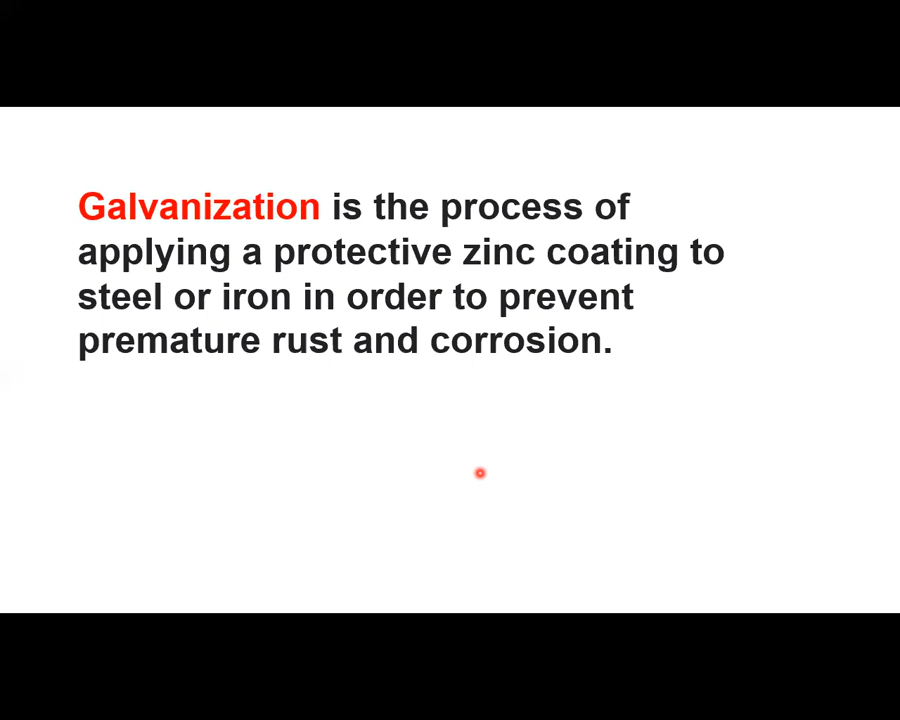 Galvanization is the process of
applying a protective zinc coating to
steel or iron in order to prevent
premature rust and corrosion.